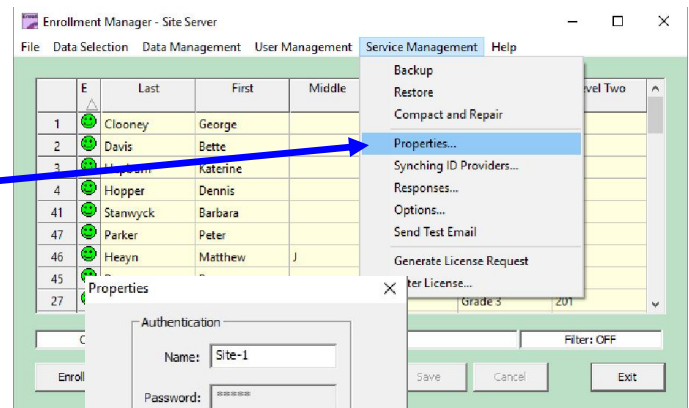 Enrollment Manager - Site Server
File Data Selection Data Management User Management Service Management Help
E Last First Middle vel Two
1 Clooney George
2 Davis Bette
3 Katerine
4 Hopper Dennis
41 Stanwyck Barbara
47 Parker Peter
46 Heayn Matthew J
45
27 Grade 3 201
Backup
Restore
Compact and Repair
Properties...
Synching ID Providers...
Responses...
Options...
Send Test Email
Generate License Request
ter License...
Filter: OFF
Enroll Save Cancel Exit
Properties
Authentication
Name: Site-1
Password: *****